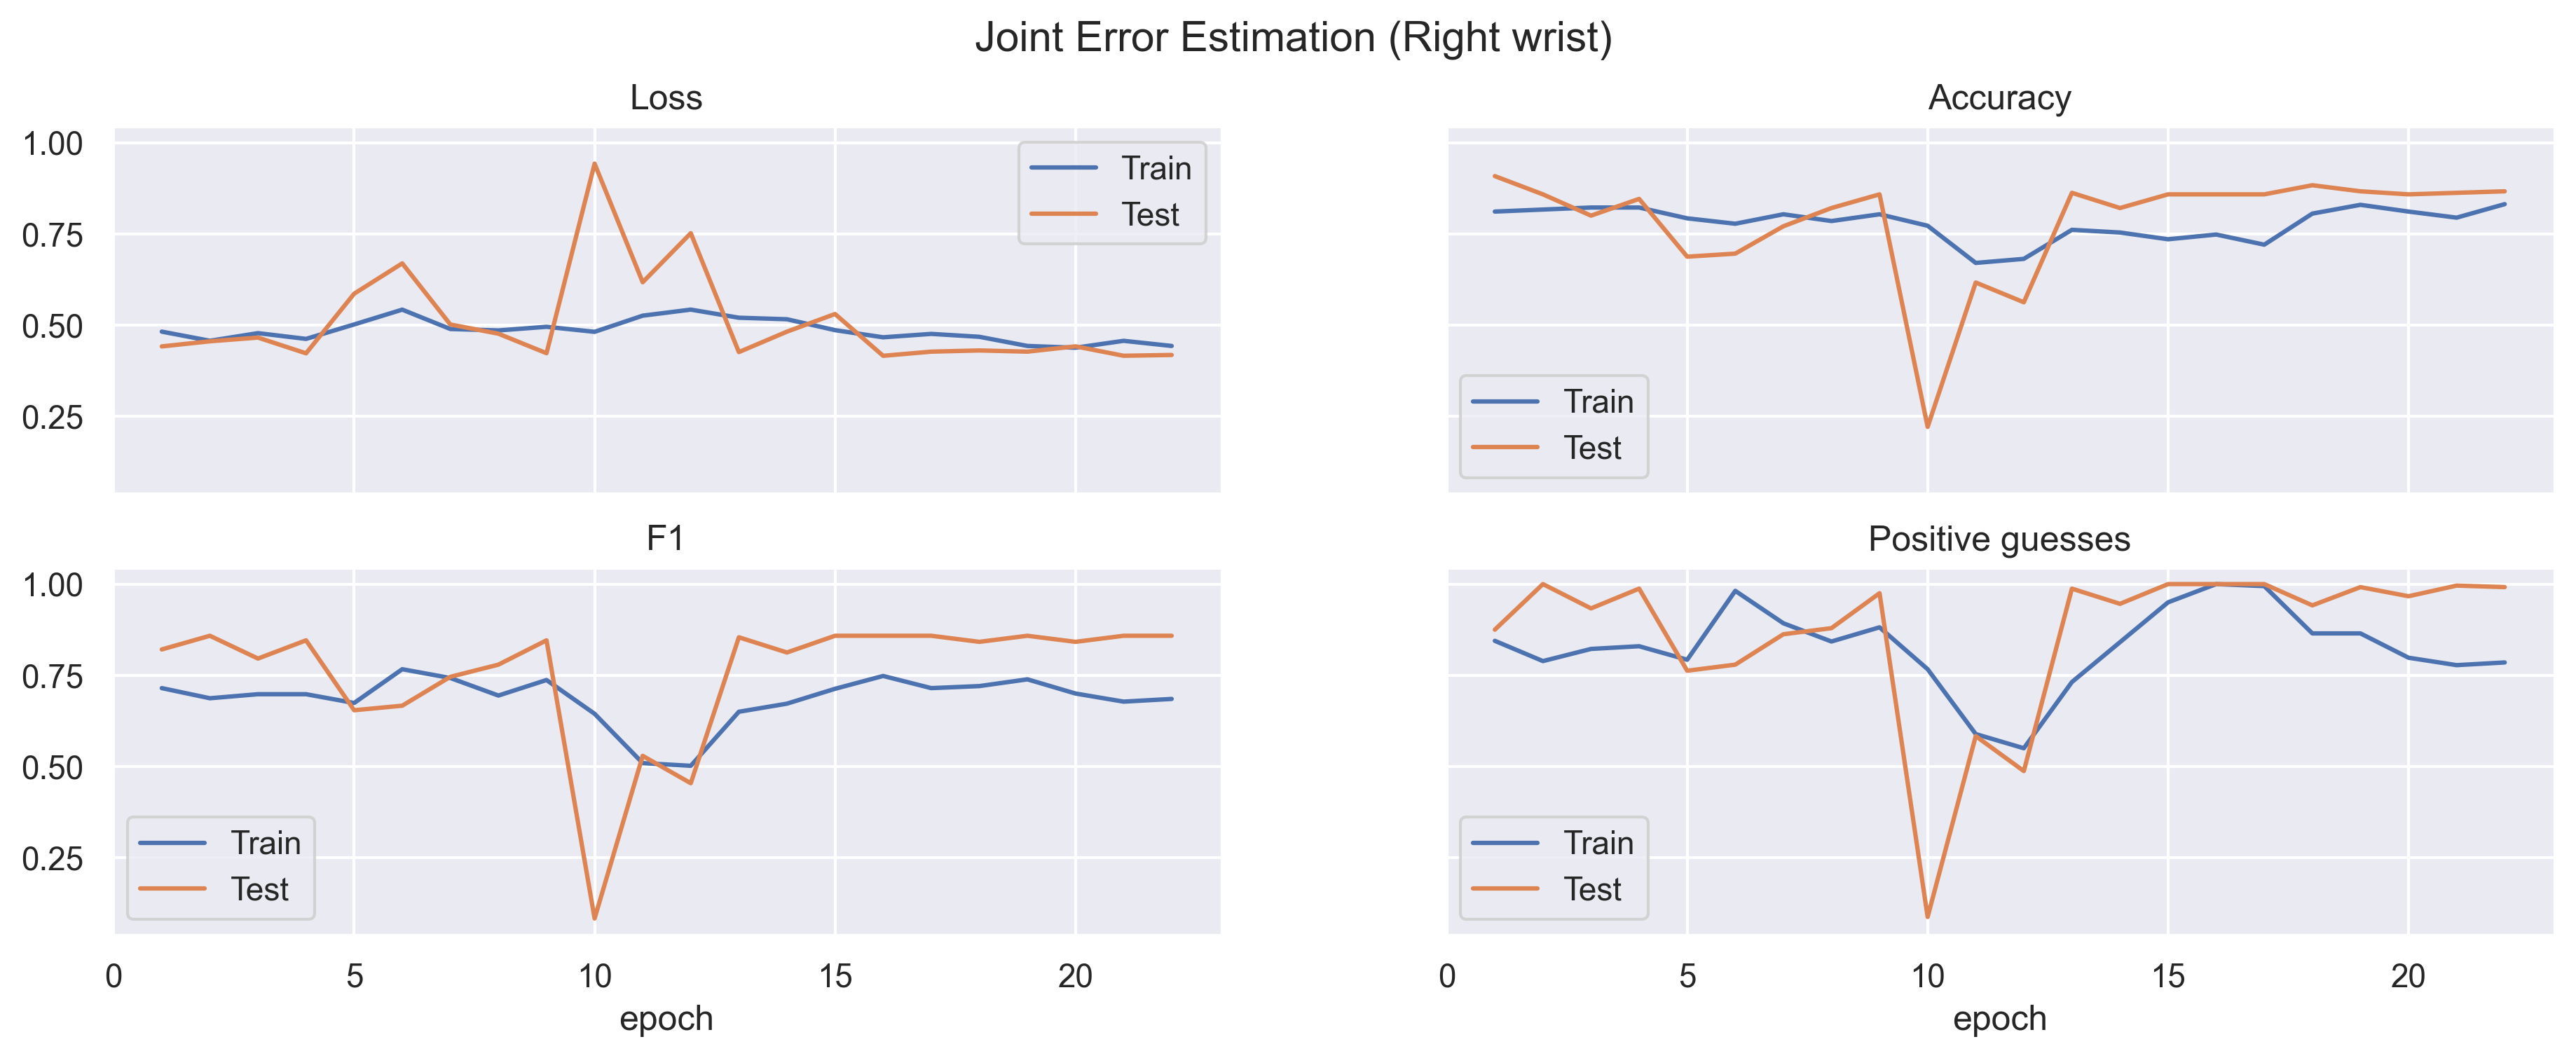 Joint Error Estimation (Right wrist)
Loss
1.00
0.75
0.50
0.25
Train
Test
Accuracy
Train
Test
F1
1.00
0.75
0.50
0.25
Train
Test
0 5 10 15 20
epoch
Positive guesses
Train
Test
0 5 10 15 20
epoch